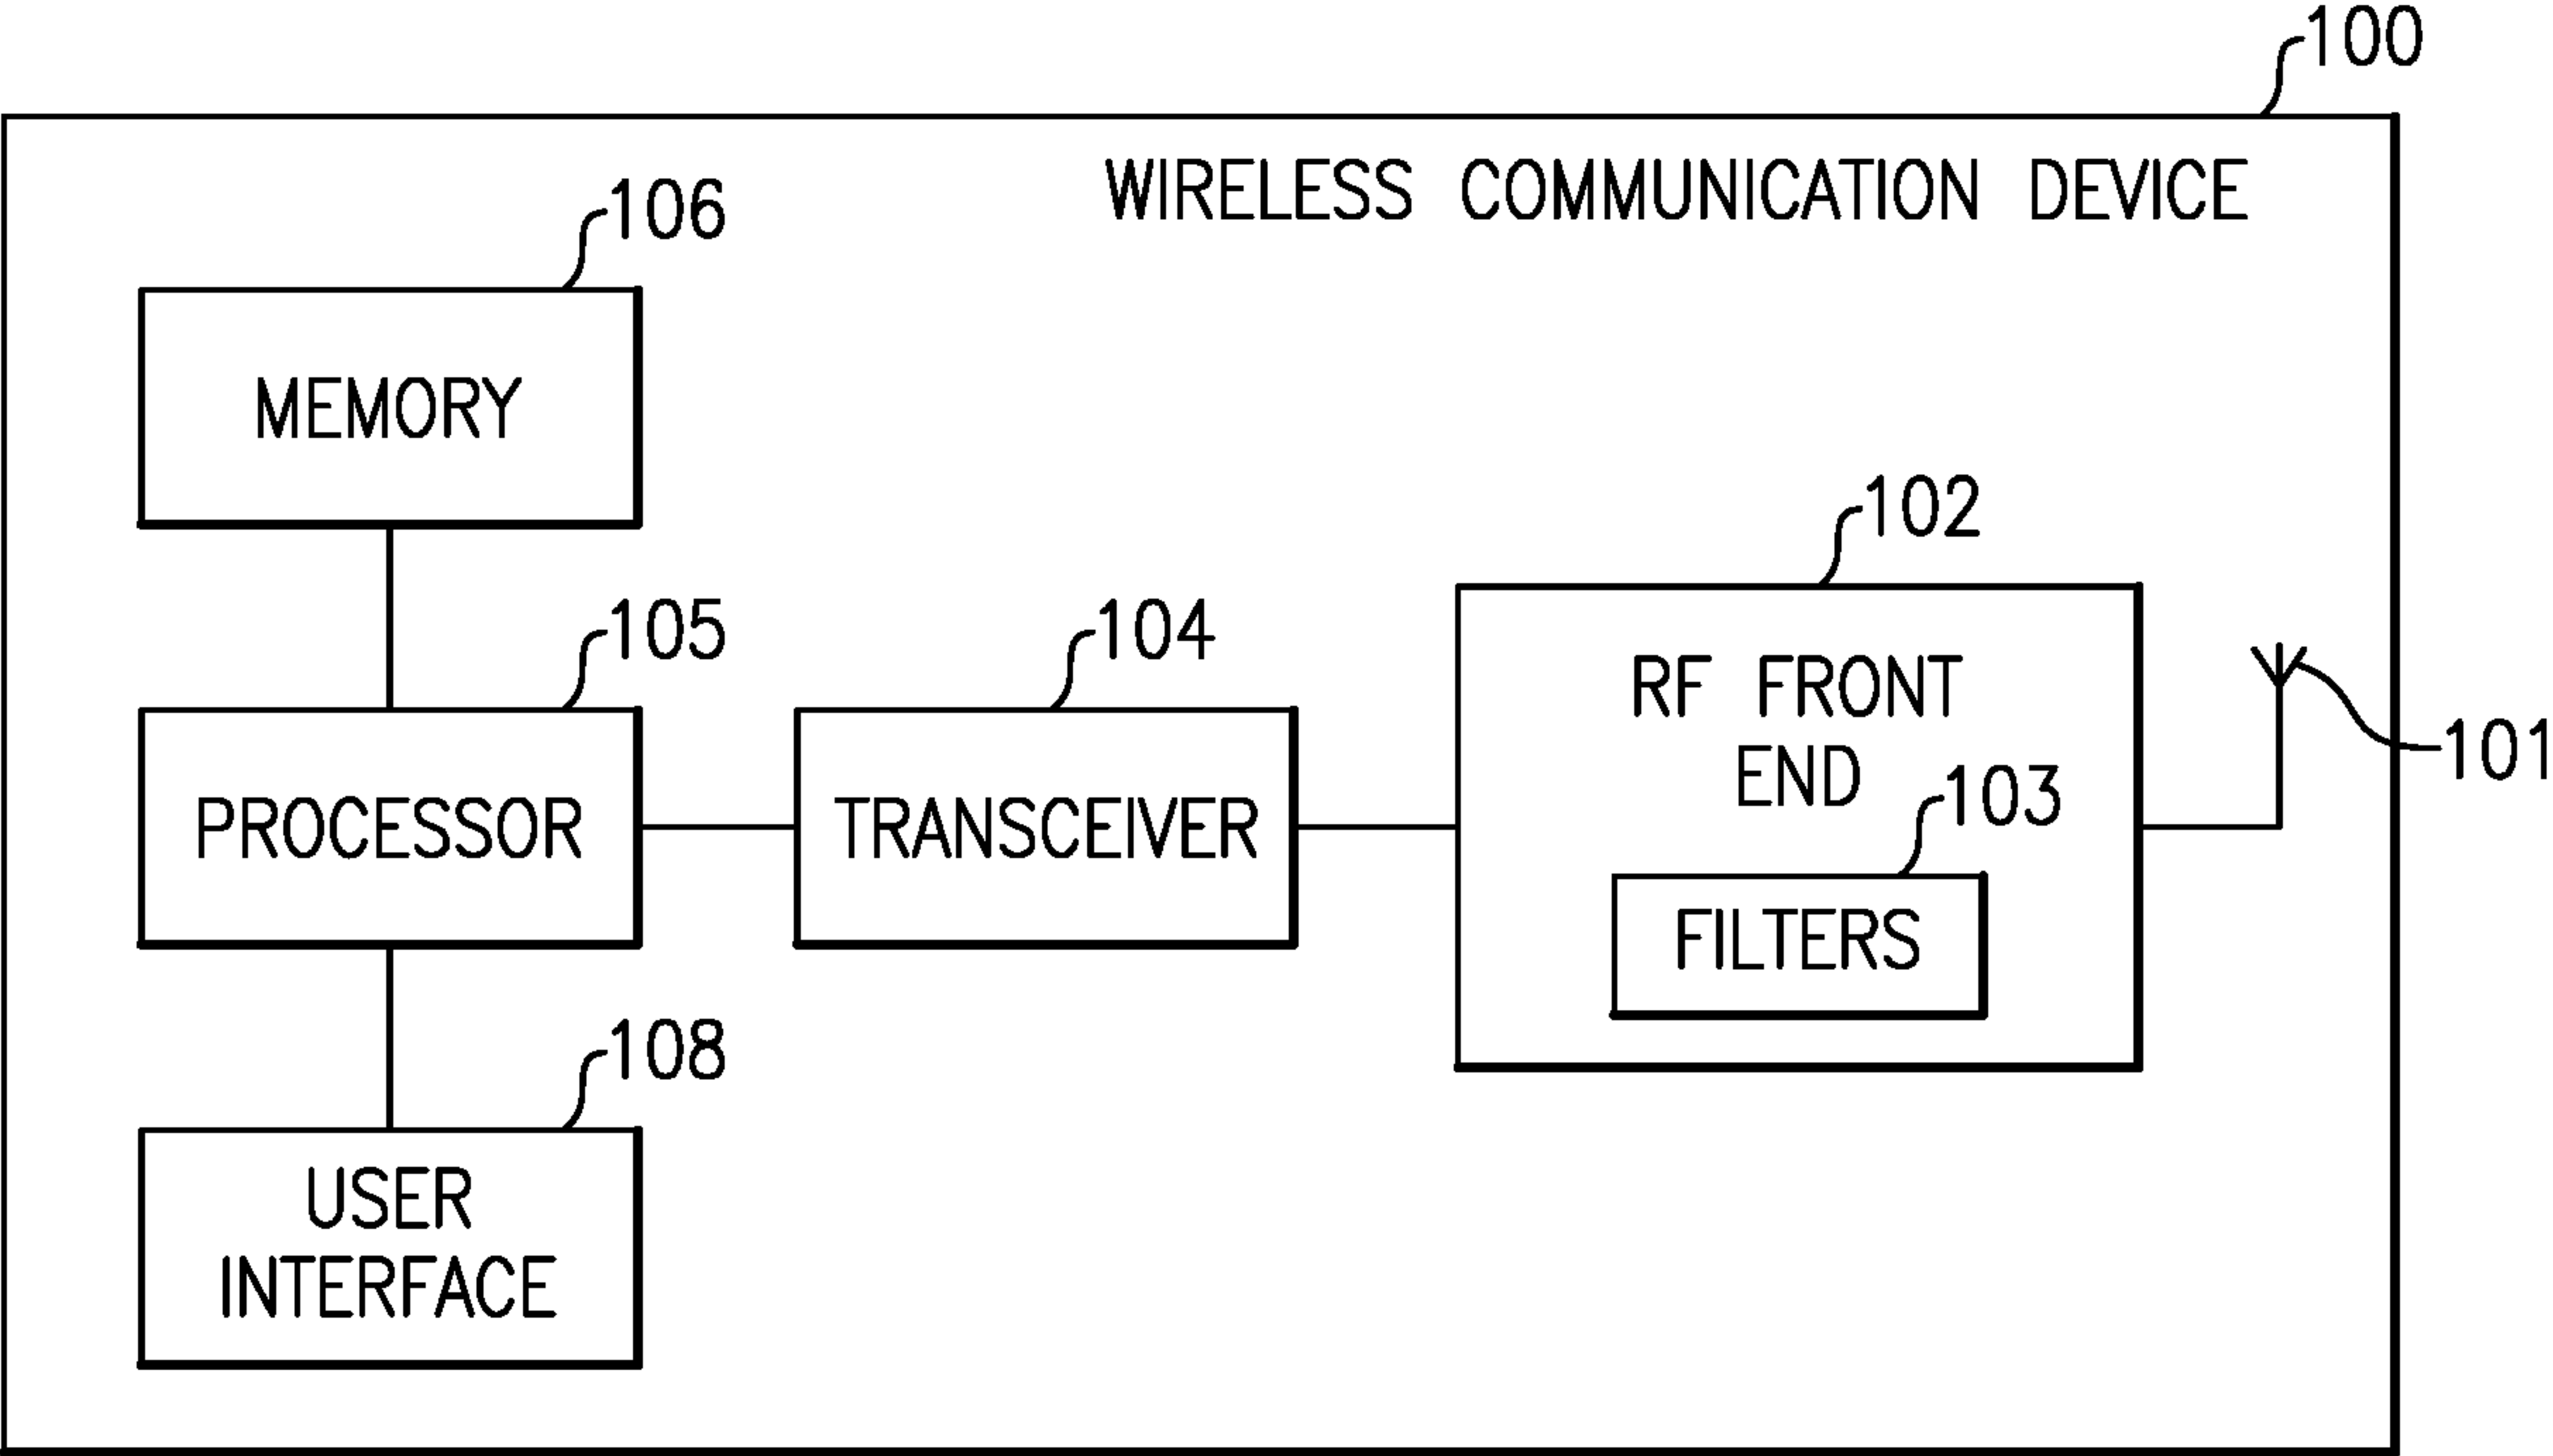 100
WIRELESS COMMUNICATION DEVICE
106
MEMORY
102
105
104
RF FRONT
END
101
103
PROCESSOR
TRANSCEIVER
FILTERS
108
USER
INTERFACE